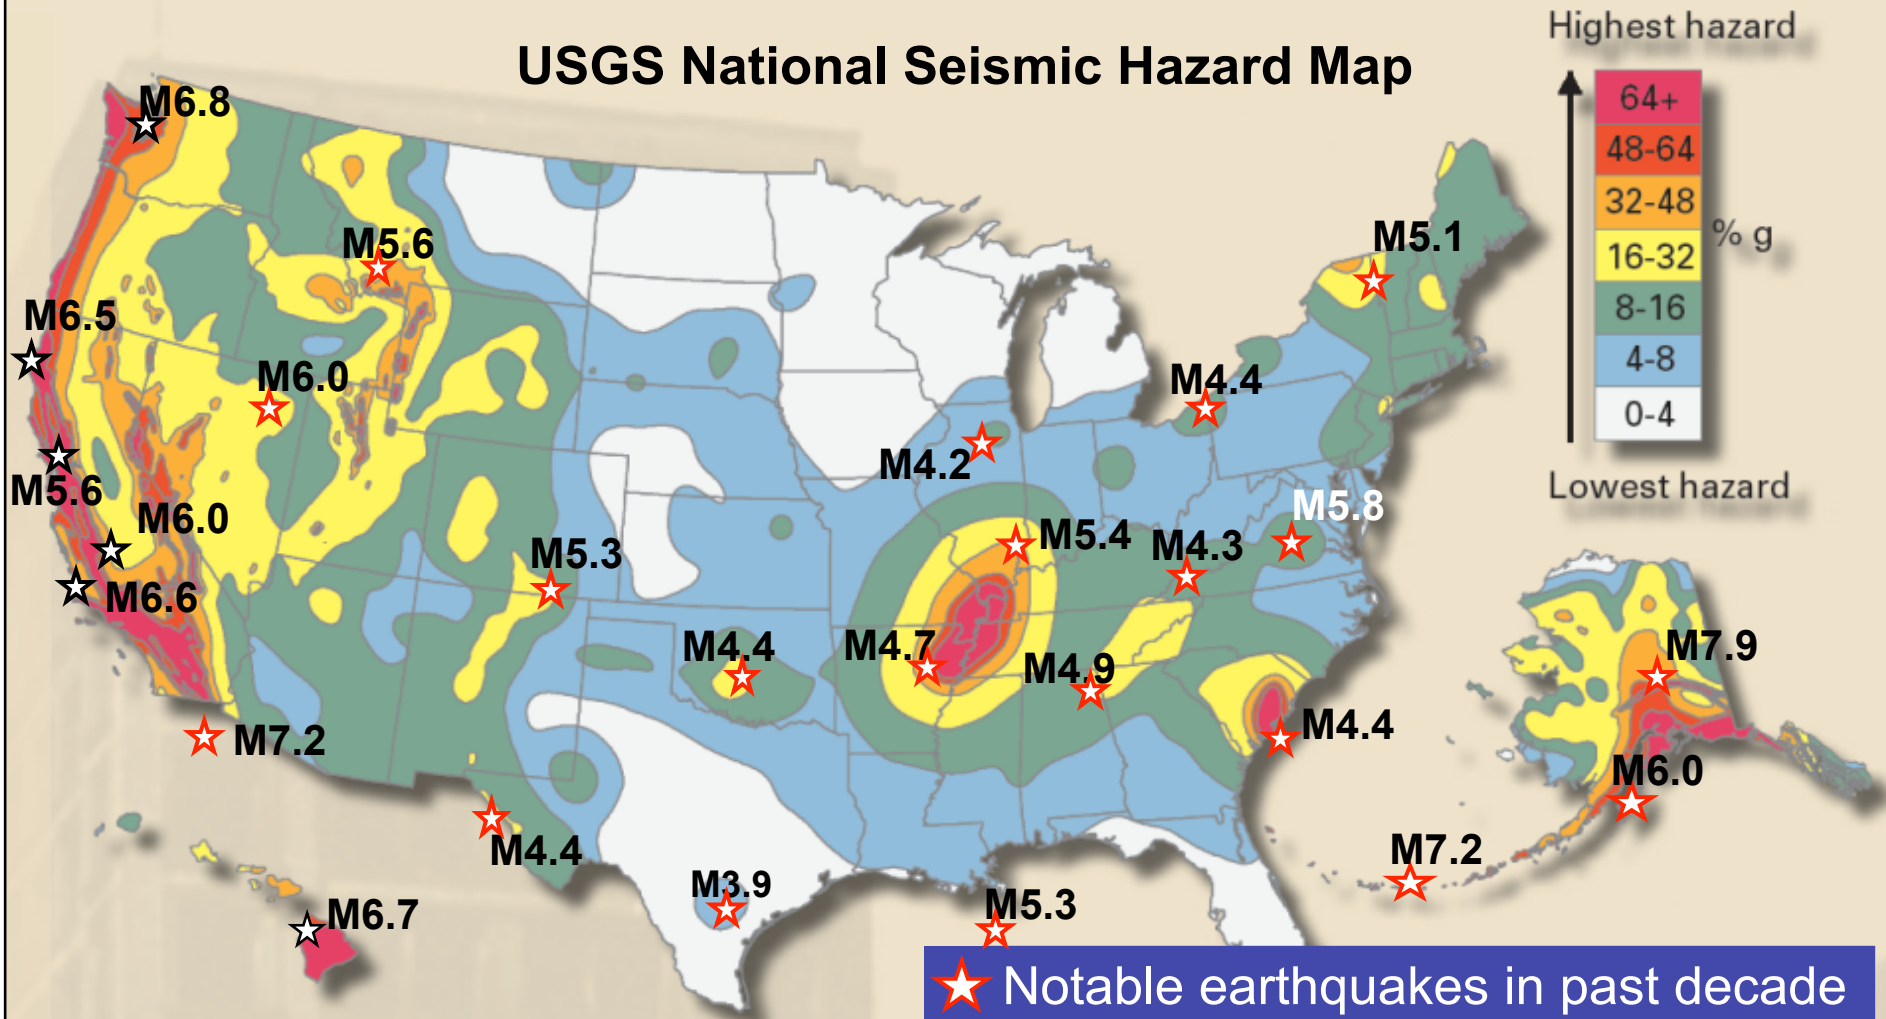 USGS National Seismic Hazard Map
Highest hazard
64+
48-64
32-48
16-32
8-16
4-8
0-4
% g
Lowest hazard
M6.8
M5.6
M5.1
M6.5
M6.0
M4.4
M4.2
M5.6
M6.0
M5.8
M5.3
M5.4
M4.3
M6.6
M4.4
M4.7
M4.9
M7.9
M7.2
M4.4
M6.0
M4.4
M7.2
M3.9
M6.7
M5.3
Notable earthquakes in past decade